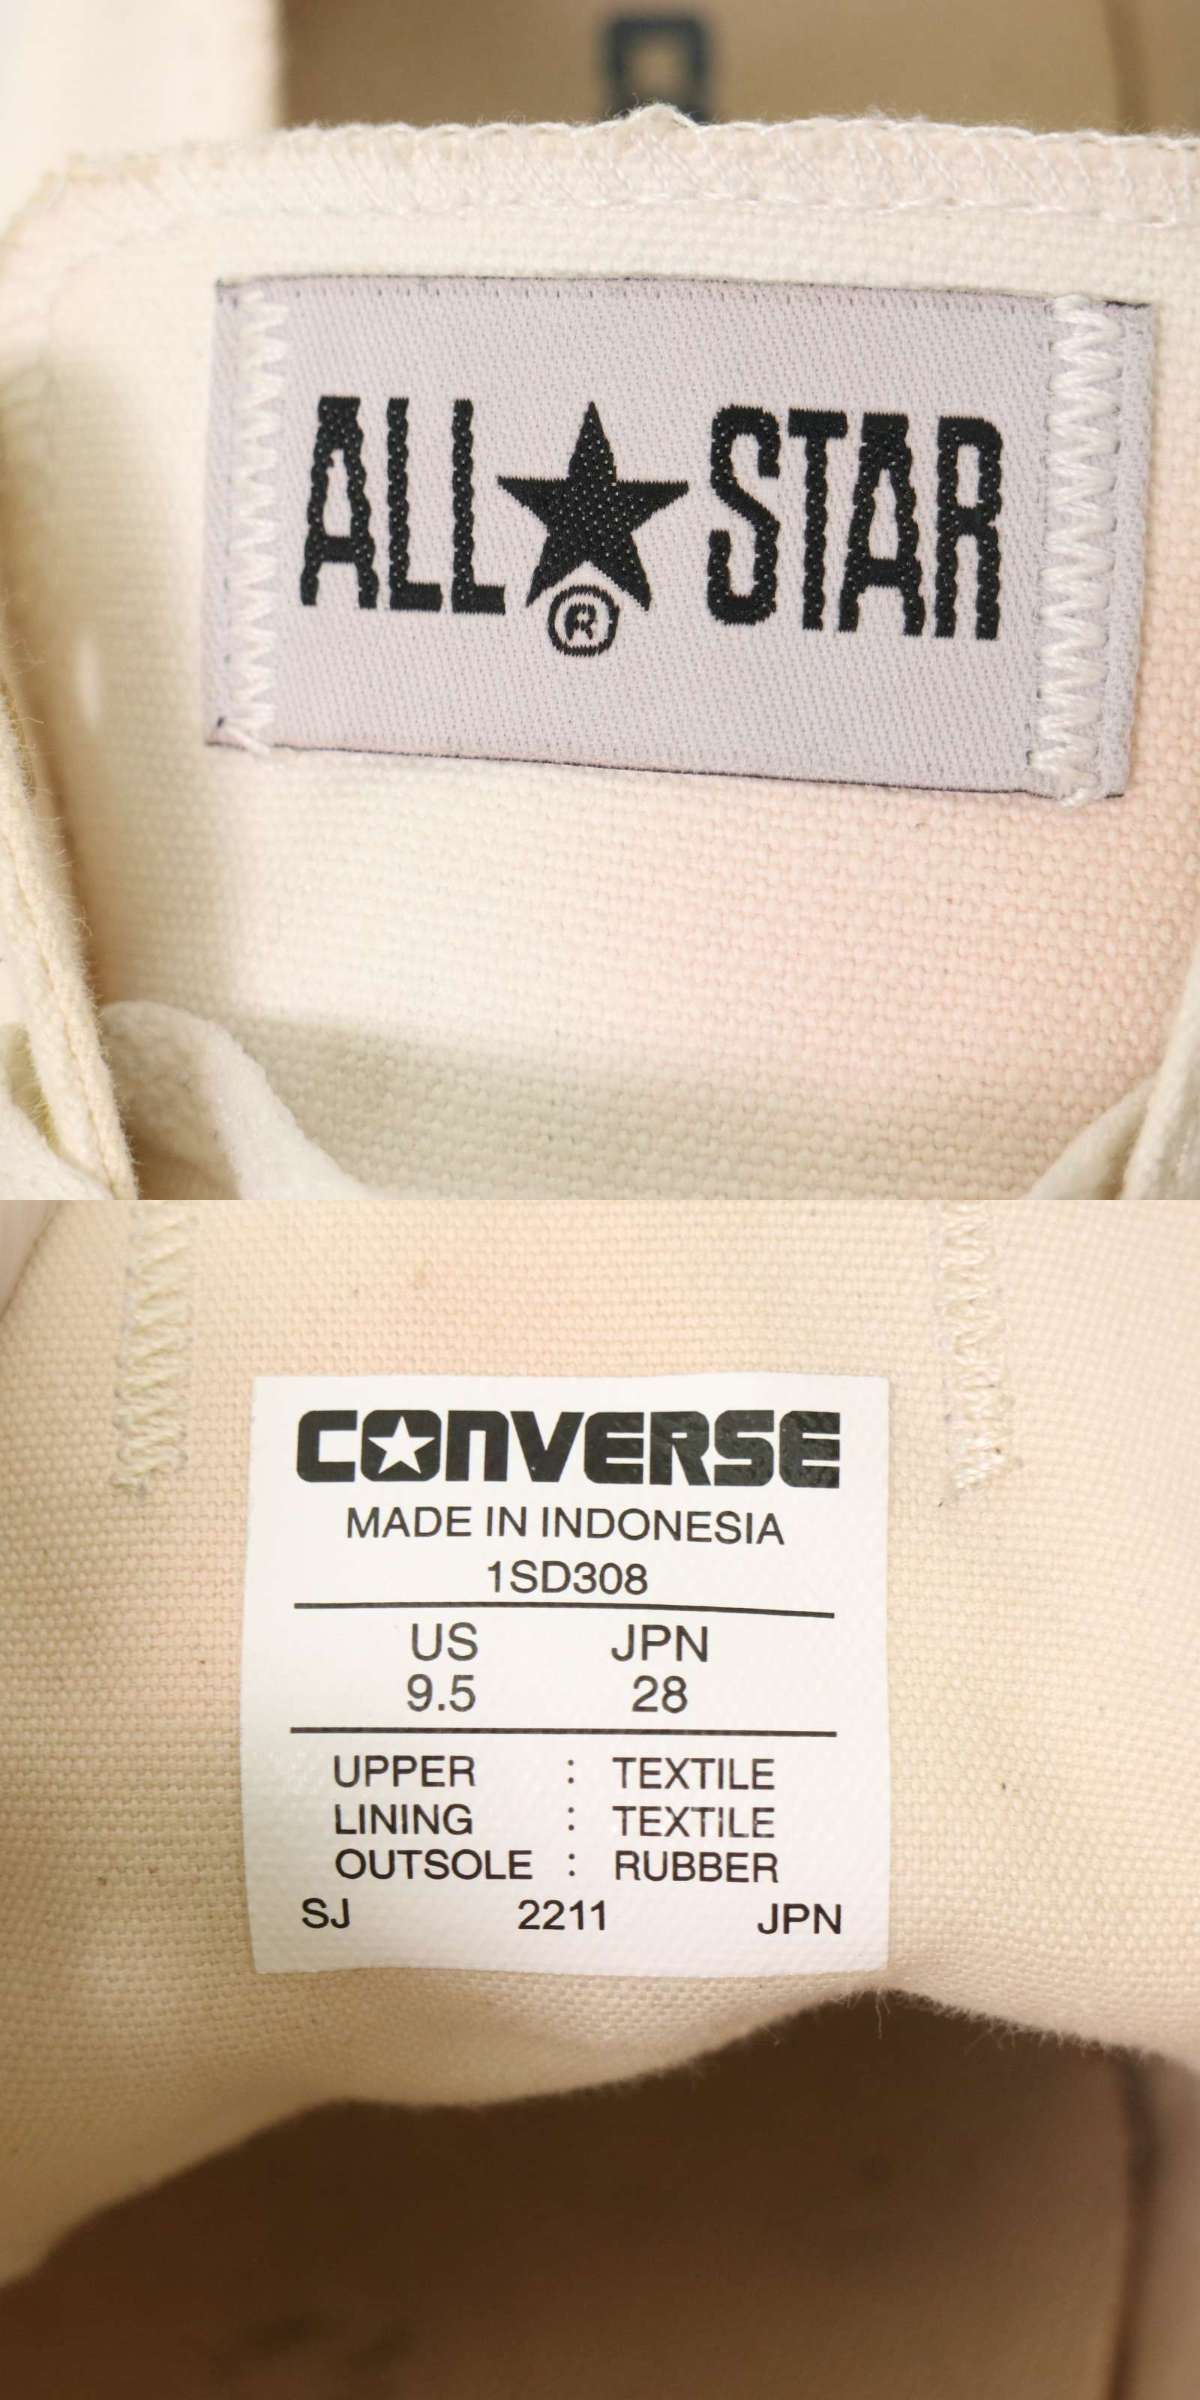 ALL★STAR
®
CONVERSE
MADE IN INDONESIA
1SD308
US JPN
9.5 28
UPPER : TEXTILE
LINING : TEXTILE
OUTSOLE : RUBBER
SJ 2211 JPN